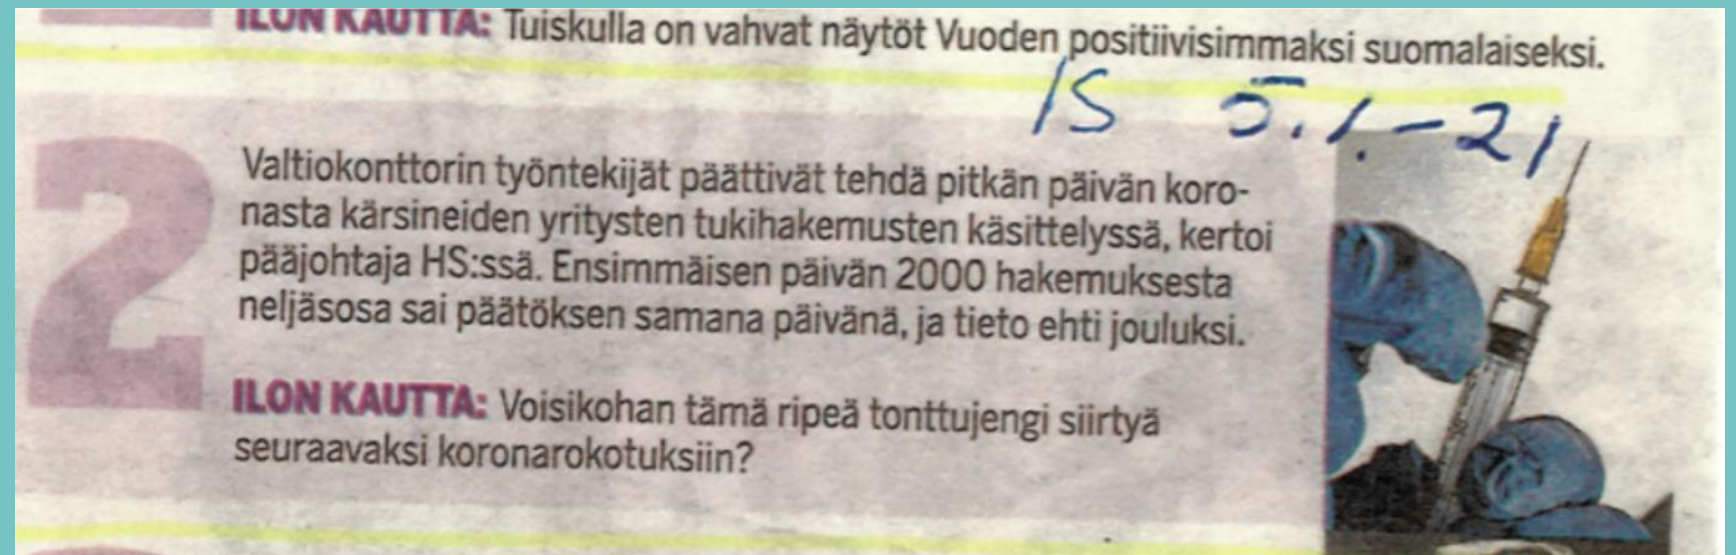 ILON KAUTTA: Tuiskulla on vahvat näytöt Vuoden positiivisimmaksi suomalaiseksi.
IS 5.1.-21
2
Valtiokonttorin työntekijät päättivät tehdä pitkän päivän koro-
nasta kärsineiden yritysten tukihakemusten käsittelyssä, kertoi
pääjohtaja HS:ssä. Ensimmäisen päivän 2000 hakemuksesta
neljäsosa sai päätöksen samana päivänä, ja tieto ehti jouluksi.
ILON KAUTTA: Voisikohan tämä ripeä tonttujengi siirtyä
seuraavaksi koronarokotuksiin?